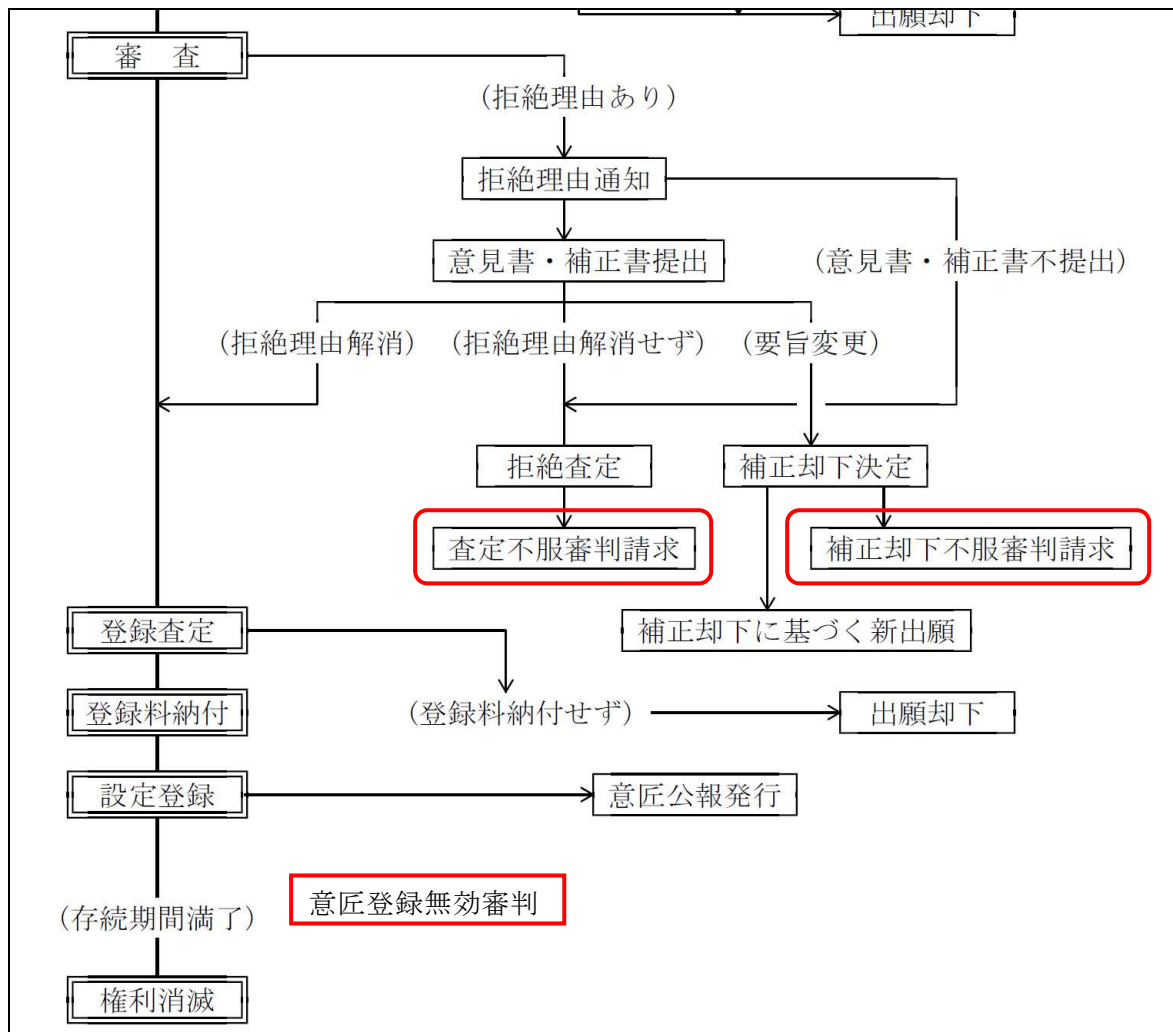 出願却下
審　査
(拒絶理由あり)
拒絶理由通知
意見書・補正書提出
(意見書・補正書不提出)
(拒絶理由解消)
(拒絶理由解消せず)
(要旨変更)
拒絶査定
補正却下決定
査定不服審判請求
補正却下不服審判請求
登録査定
補正却下に基づく新出願
登録料納付
(登録料納付せず)
出願却下
設定登録
意匠公報発行
意匠登録無効審判
(存続期間満了)
権利消滅